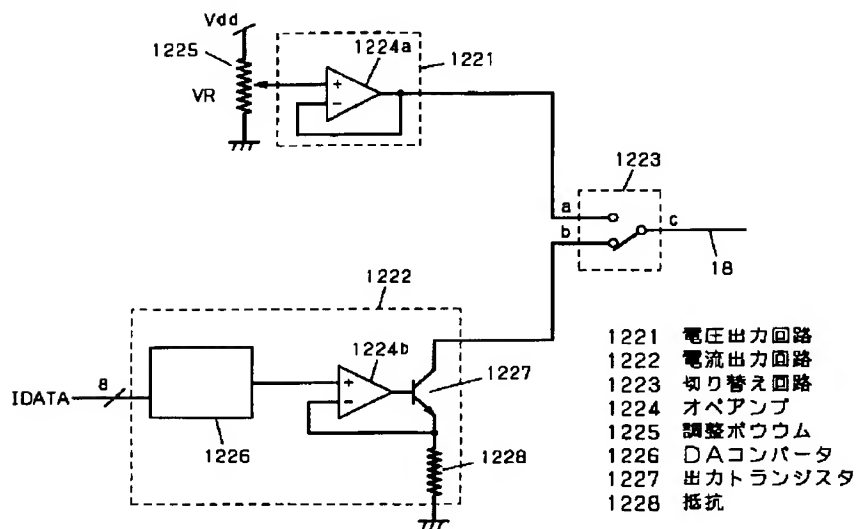 Vdd
1225
VR
1224a
1221
+
−
1223
a
b
c
18
1222
1224b
+
−
1227
IDATA
8
1226
1228
1221 電圧出力回路
1222 電流出力回路
1223 切り替え回路
1224 オペアンプ
1225 調整ボウウム
1226 DAコンバータ
1227 出力トランジスタ
1228 抵抗